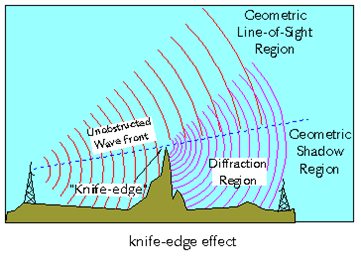 Geometric
Line-of-Sight
Region
Unobstructed
Wave Front
Geometric
Shadow
Region
Diffraction
Region
"Knife-edge"
knife-edge effect